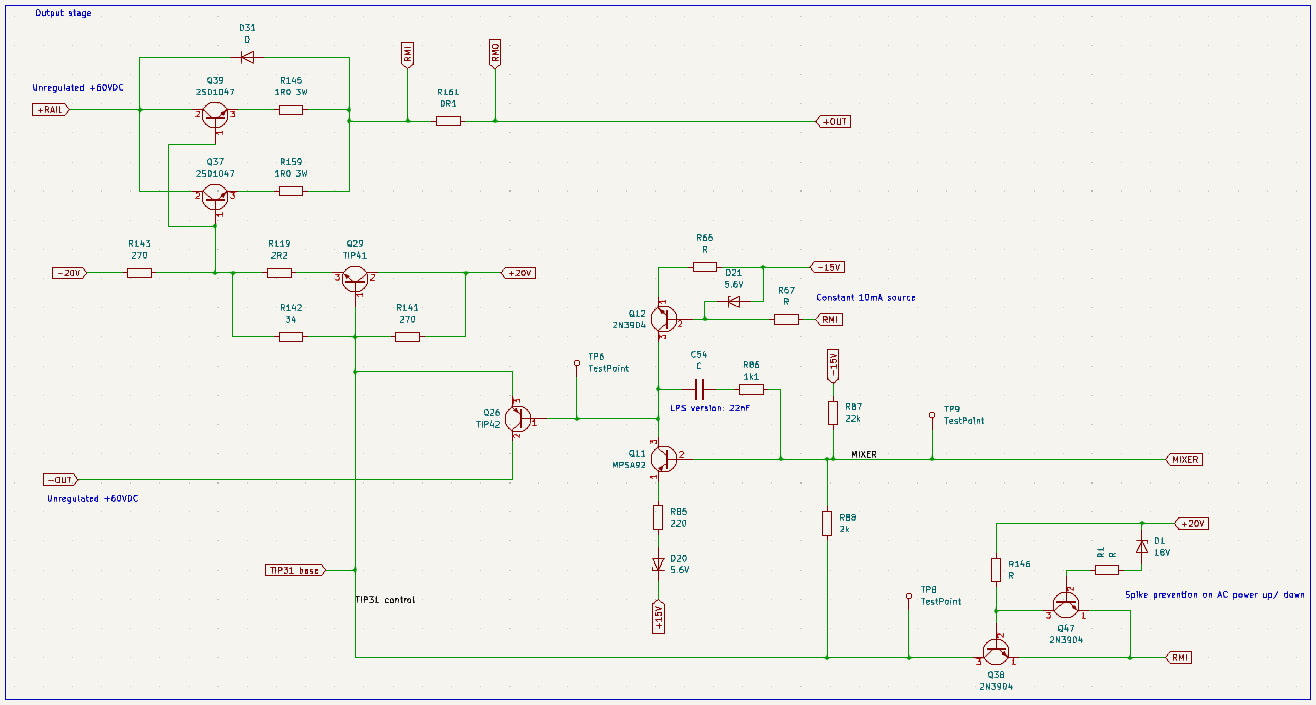 Output stage
D31
D
RMI
RMO
Unregulated +60VDC
Q39
2SD1047
R145
1R0 3W
R161
0R1
+RAIL
2
3
1
+OUT
Q37
2SD1047
R159
1R0 3W
2
3
1
R143
270
R119
2R2
Q29
TIP41
-20V
3
2
1
+20V
R142
34
R141
270
R66
R
-15V
D21
5.6V
R67
R
Constant 10mA source
Q12
2N3904
1
2
3
RMI
TP6
TestPoint
C54
C
R86
1k1
LPS version: 22nF
-15V
R87
22k
TP9
TestPoint
Q26
TIP42
3
1
2
Q11
MPSA92
3
2
1
MIXER
MIXER
-OUT
Unregulated +60VDC
R85
220
R88
2k
D20
5.6V
+15V
TIP31 base
TIP31 control
+20V
D1
18V
R1
R
R146
R
TP8
TestPoint
Spike prevention on AC power up/ down
2
3
1
Q47
2N3904
2
3
1
RMI
Q38
2N3904